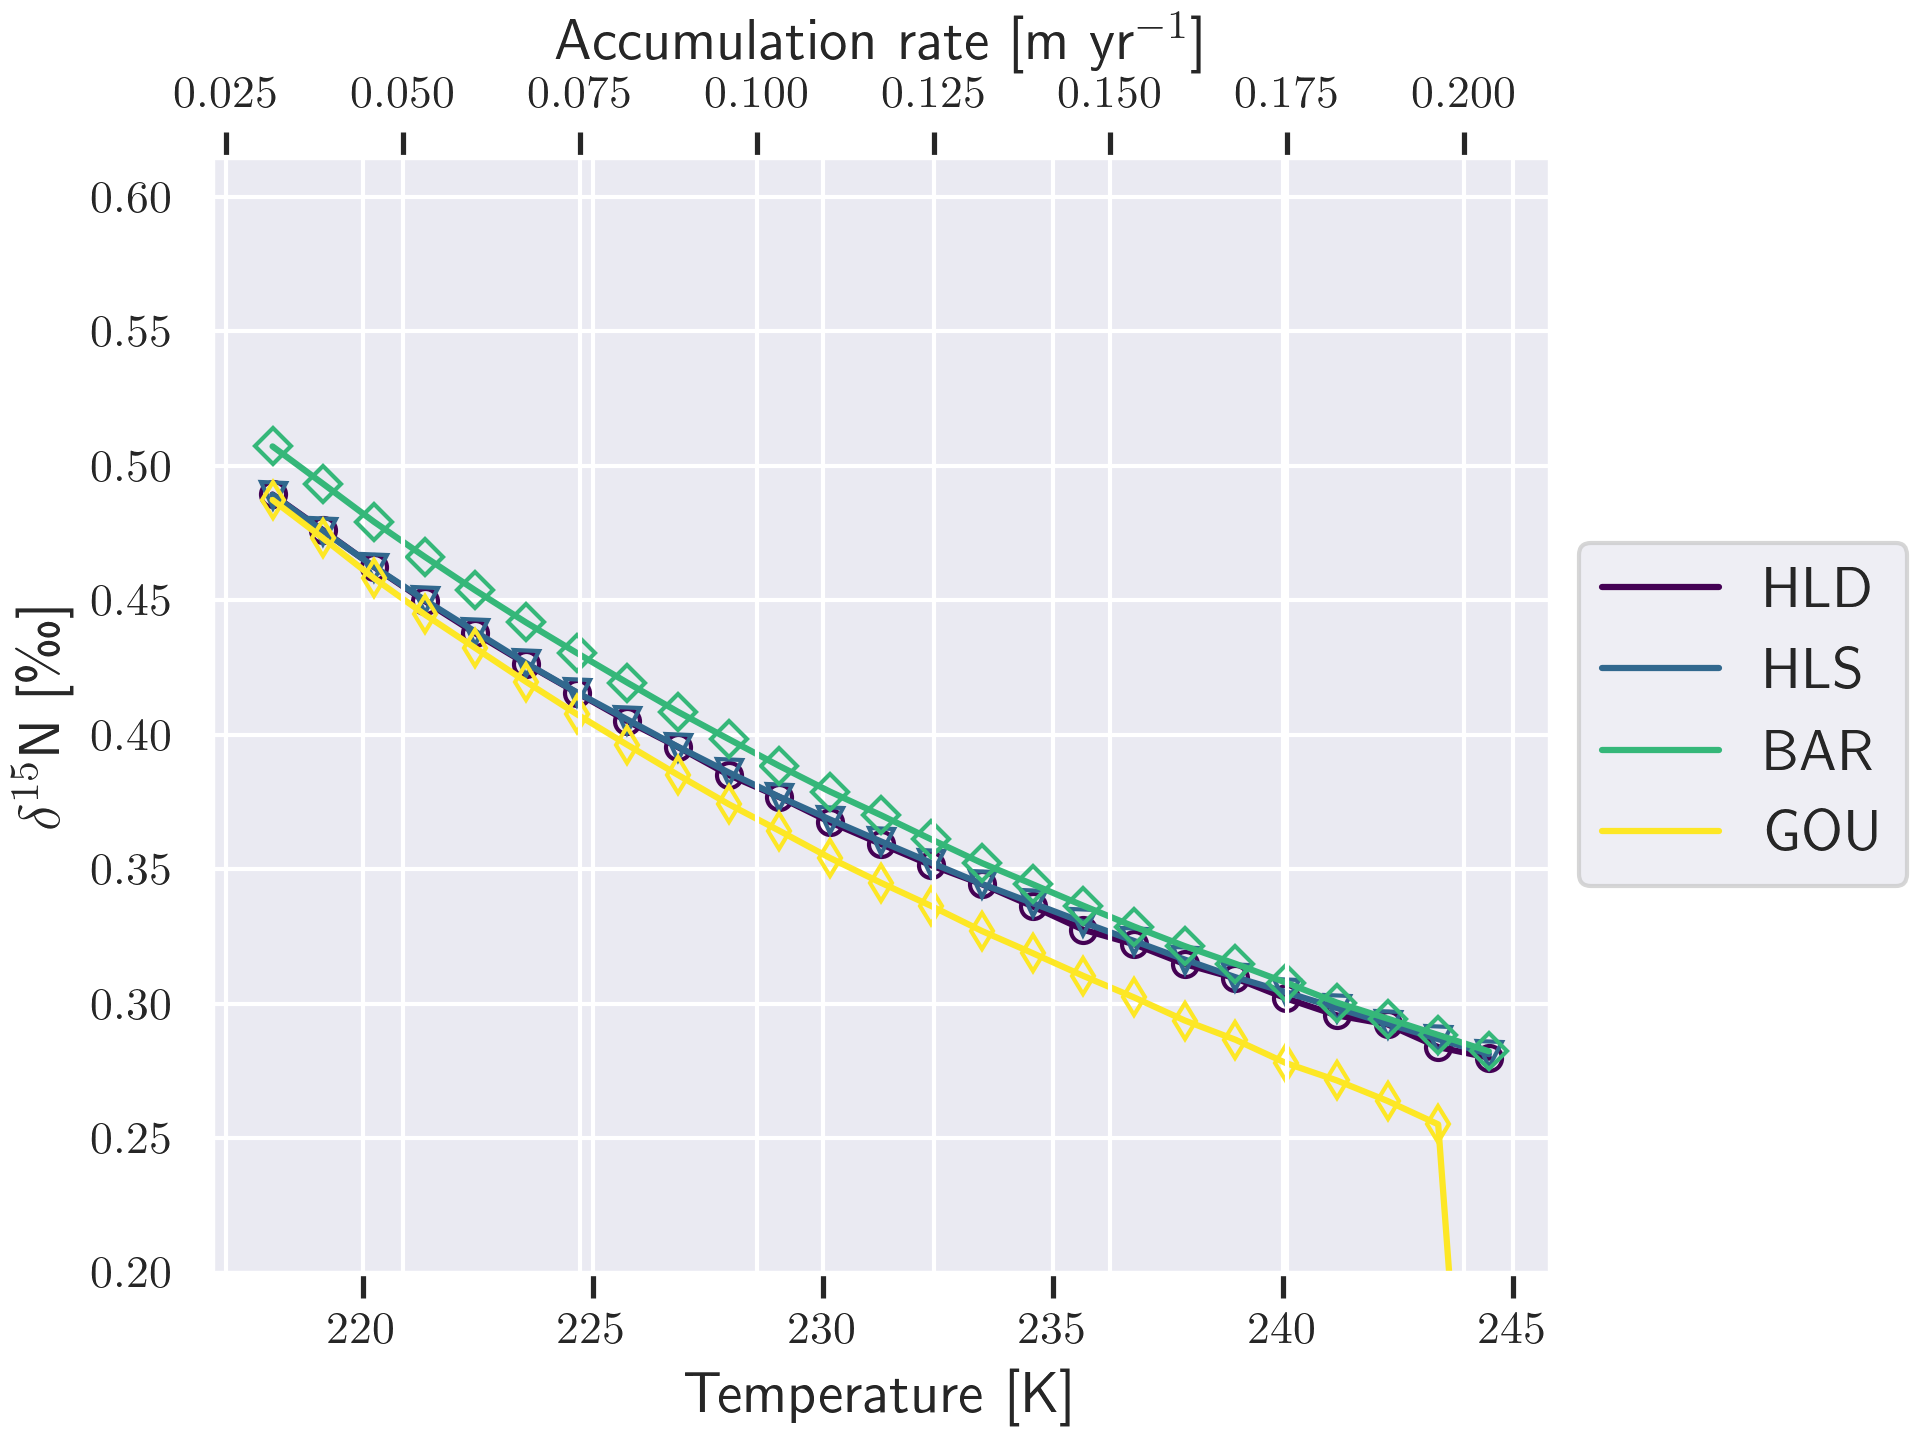 Accumulation rate [m yr⁻¹]
0.025 0.050 0.075 0.100 0.125 0.150 0.175 0.200
0.60
0.55
0.50
0.45
0.40
0.35
0.30
0.25
0.20
δ¹⁵N [‰]
220 225 230 235 240 245
Temperature [K]
HLD
HLS
BAR
GOU